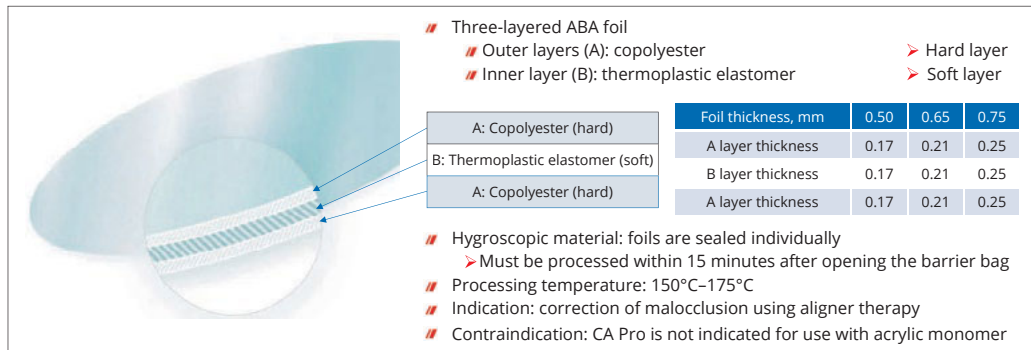 Three-layered ABA foil
Outer layers (A): copolyester
Hard layer
Inner layer (B): thermoplastic elastomer
Soft layer
A: Copolyester (hard)
B: Thermoplastic elastomer (soft)
A: Copolyester (hard)
Foil thickness, mm 0.50 0.65 0.75
A layer thickness 0.17 0.21 0.25
B layer thickness 0.17 0.21 0.25
A layer thickness 0.17 0.21 0.25
Hygroscopic material: foils are sealed individually
Must be processed within 15 minutes after opening the barrier bag
Processing temperature: 150°C–175°C
Indication: correction of malocclusion using aligner therapy
Contraindication: CA Pro is not indicated for use with acrylic monomer